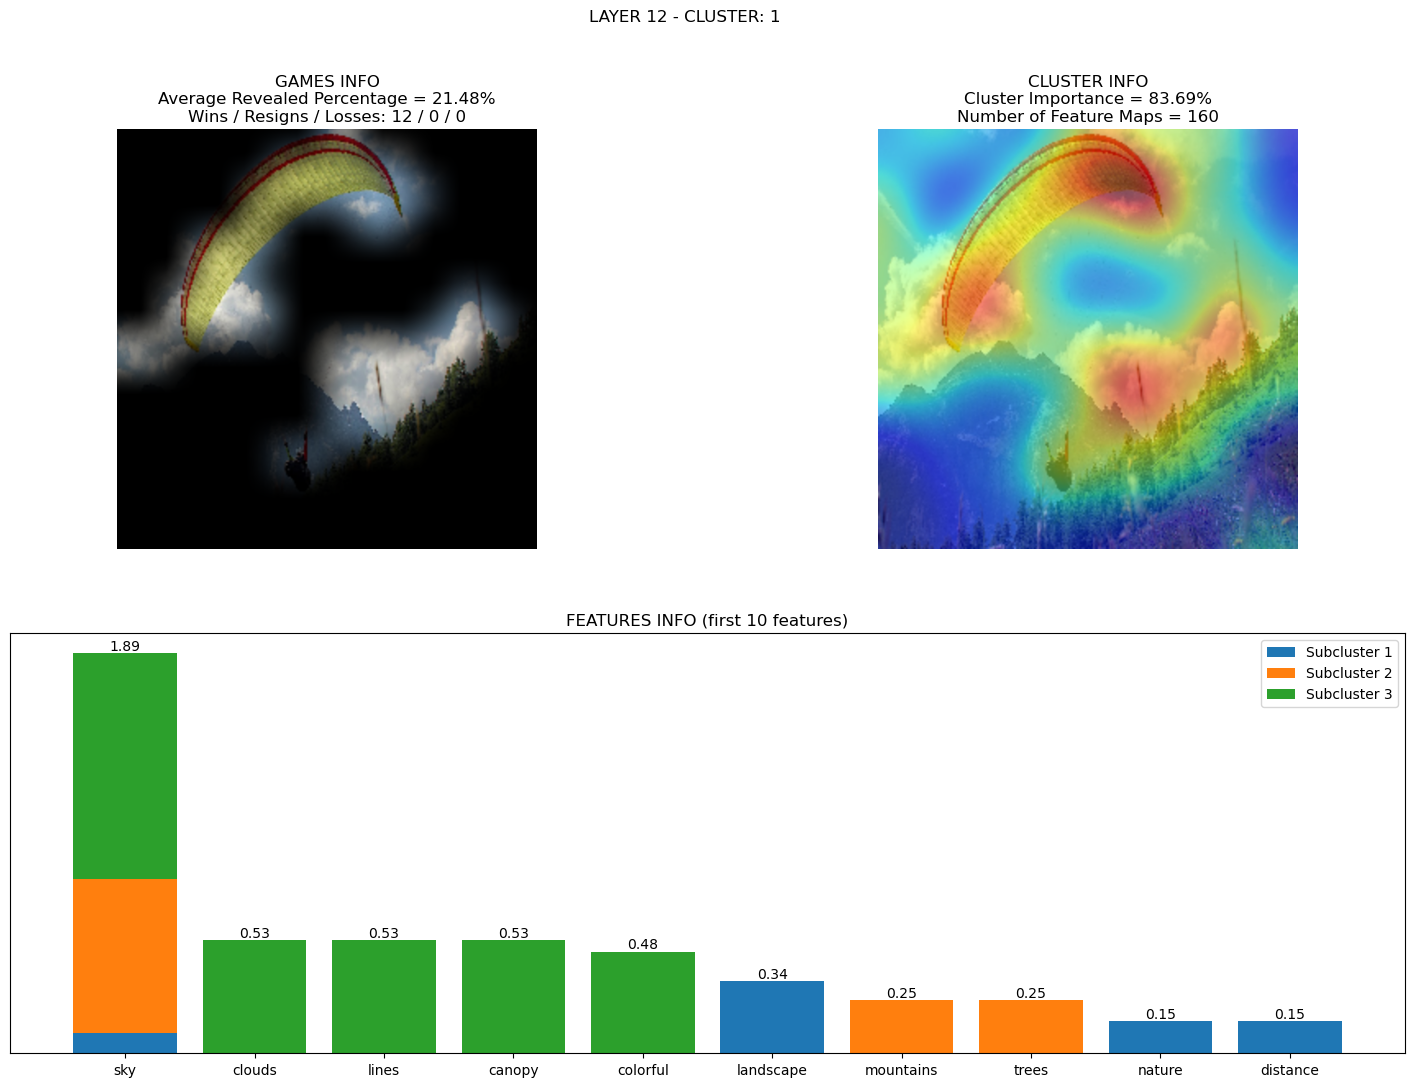 LAYER 12 - CLUSTER: 1
GAMES INFO
Average Revealed Percentage = 21.48%
Wins / Resigns / Losses: 12 / 0 / 0
CLUSTER INFO
Cluster Importance = 83.69%
Number of Feature Maps = 160
FEATURES INFO (first 10 features)
Subcluster 1
Subcluster 2
Subcluster 3
1.89
0.53
0.53
0.53
0.48
0.34
0.25
0.25
0.15
0.15
sky
clouds
lines
canopy
colorful
landscape
mountains
trees
nature
distance